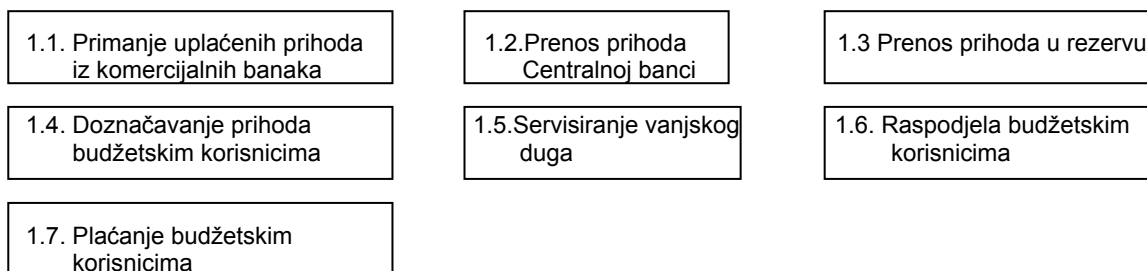 1.1. Primanje uplaćenih prihoda
iz komercijalnih banaka
1.2.Prenos prihoda
Centralnoj banci
1.3 Prenos prihoda u rezervu
1.4. Doznačavanje prihoda
budžetskim korisnicima
1.5.Servisiranje vanjskog
duga
1.6. Raspodjela budžetskim
korisnicima
1.7. Plaćanje budžetskim
korisnicima